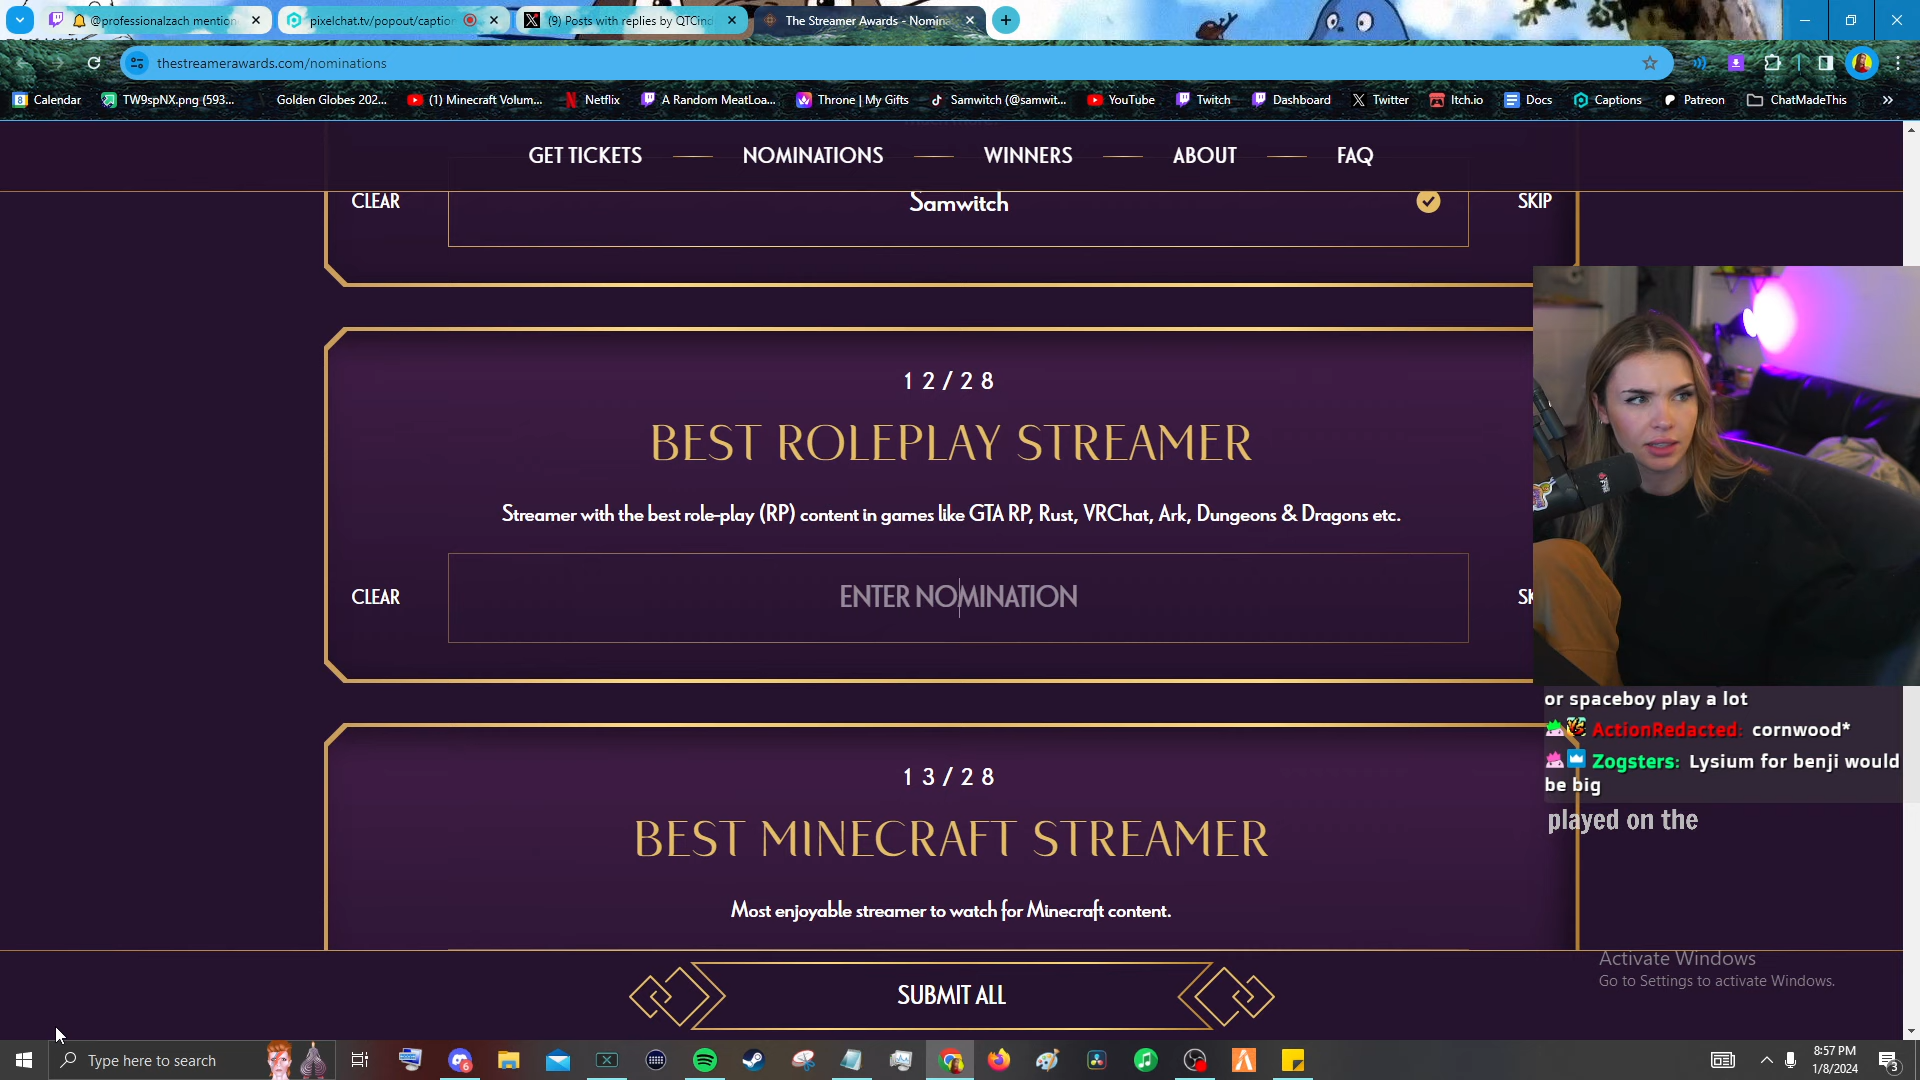 @professionalzach mention
pixelchat.tv/popout/caption
(9) Posts with replies by QTCind
The Streamer Awards - Nomina
thestreamerawards.com/nominations
Calendar
TW9spNX.png (593...
Golden Globes 202...
(1) Minecraft Volum...
Netflix
A Random MeatLoa...
Throne | My Gifts
Samwitch (@samwit...
YouTube
Twitch
Dashboard
Twitter
Itch.io
Docs
Captions
Patreon
ChatMadeThis
GET TICKETS
NOMINATIONS
WINNERS
ABOUT
FAQ
CLEAR
Samwitch
SKIP
12/28
BEST ROLEPLAY STREAMER
Streamer with the best role-play (RP) content in games like GTA RP, Rust, VRChat, Ark, Dungeons & Dragons etc.
CLEAR
ENTER NOMINATION
SK
or spaceboy play a lot
ActionRedacted: cornwood*
Zogsters: Lysium for benji would
be big
played on the
13/28
BEST MINECRAFT STREAMER
Most enjoyable streamer to watch for Minecraft content.
SUBMIT ALL
Activate Windows
Go to Settings to activate Windows.
Type here to search
8:57 PM
1/8/2024